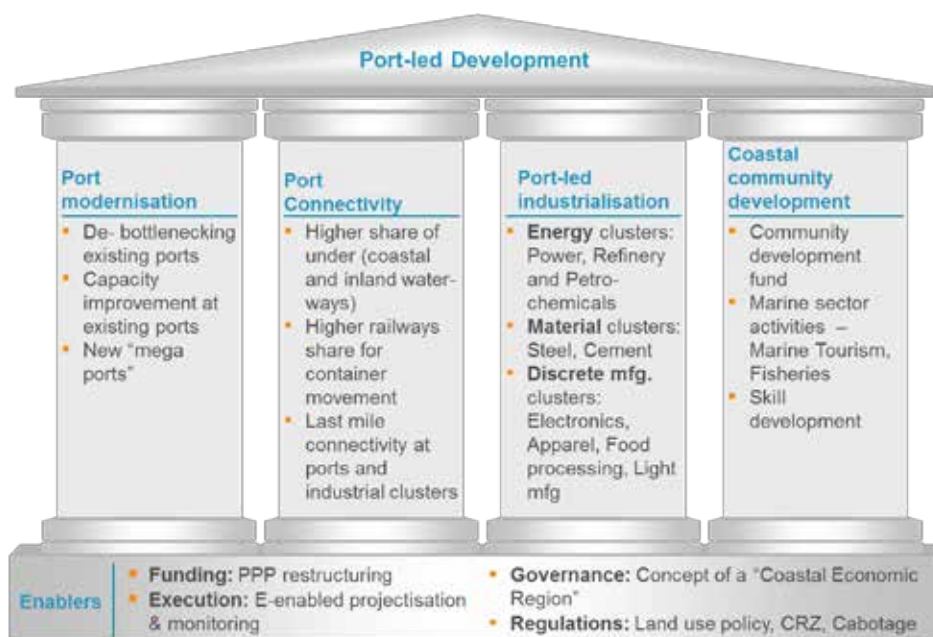 Port-led Development
Port
modernisation
De- bottlenecking
existing ports
Capacity
improvement at
existing ports
New “mega
ports”
Port
Connectivity
Higher share of
under (coastal
and inland water-
ways)
Higher railways
share for
container
movement
Last mile
connectivity at
ports and
industrial clusters
Port-led
industrialisation
Energy clusters:
Power, Refinery
and Petro-
chemicals
Material clusters:
Steel, Cement
Discrete mfg.
clusters:
Electronics,
Apparel, Food
processing, Light
mfg
Coastal
community
development
Community
development
fund
Marine sector
activities –
Marine Tourism,
Fisheries
Skill
development
Enablers
Funding: PPP restructuring
Execution: E-enabled projectisation
& monitoring
Governance: Concept of a “Coastal Economic
Region”
Regulations: Land use policy, CRZ, Cabotage